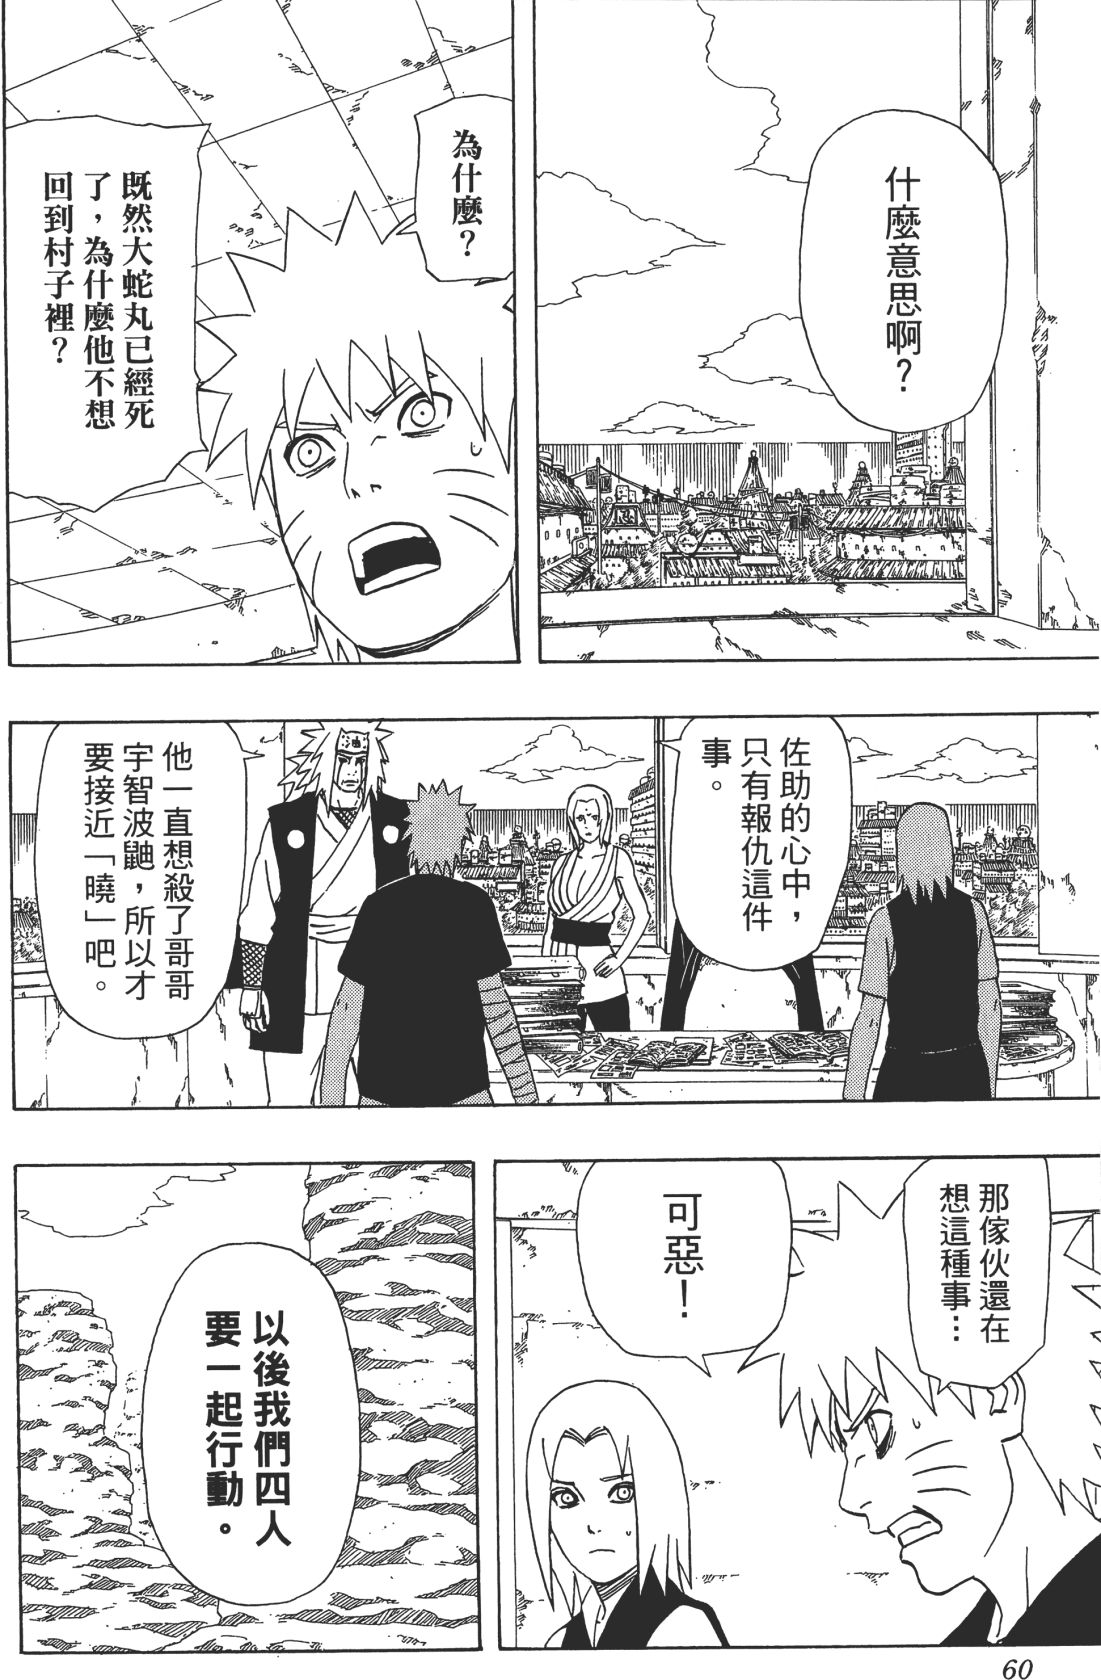 什麼意思啊？
為什麼？
既然大蛇丸已經死
了，為什麼他不想
回到村子裡？
佐助的心中，
只有報仇這件
事。
他一直想殺了哥哥
宇智波鼬，所以才
要接近「曉」吧。
那傢伙還在
想這種事…
可惡！
以後我們四人
要一起行動。
60